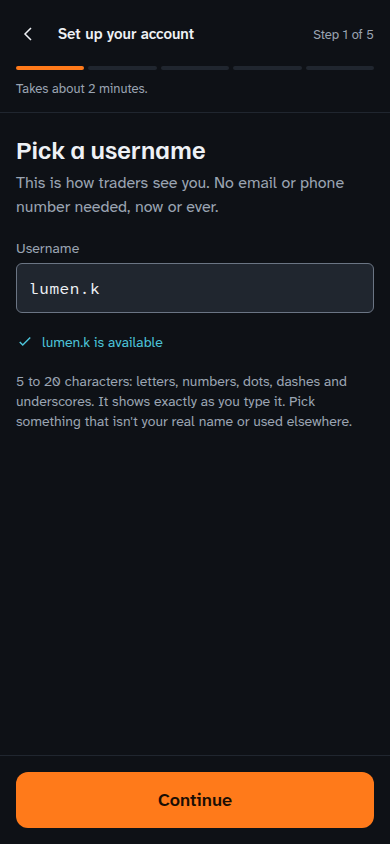 Set up your account
Step 1 of 5
Takes about 2 minutes.
Pick a username
This is how traders see you. No email or phone
number needed, now or ever.
Username
lumen.k
lumen.k is available
5 to 20 characters: letters, numbers, dots, dashes and
underscores. It shows exactly as you type it. Pick
something that isn't your real name or used elsewhere.
Continue